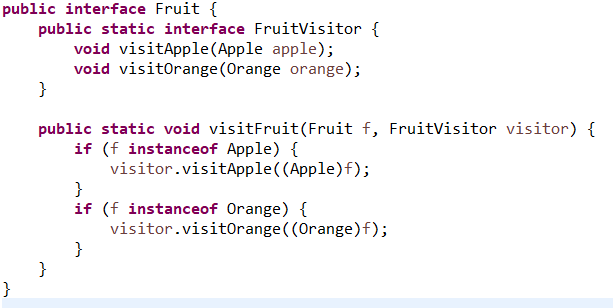 public interface Fruit {
    public static interface FruitVisitor {
        void visitApple(Apple apple);
        void visitOrange(Orange orange);
    }

    public static void visitFruit(Fruit f, FruitVisitor visitor) {
        if (f instanceof Apple) {
            visitor.visitApple((Apple)f);
        }
        if (f instanceof Orange) {
            visitor.visitOrange((Orange)f);
        }
    }
}